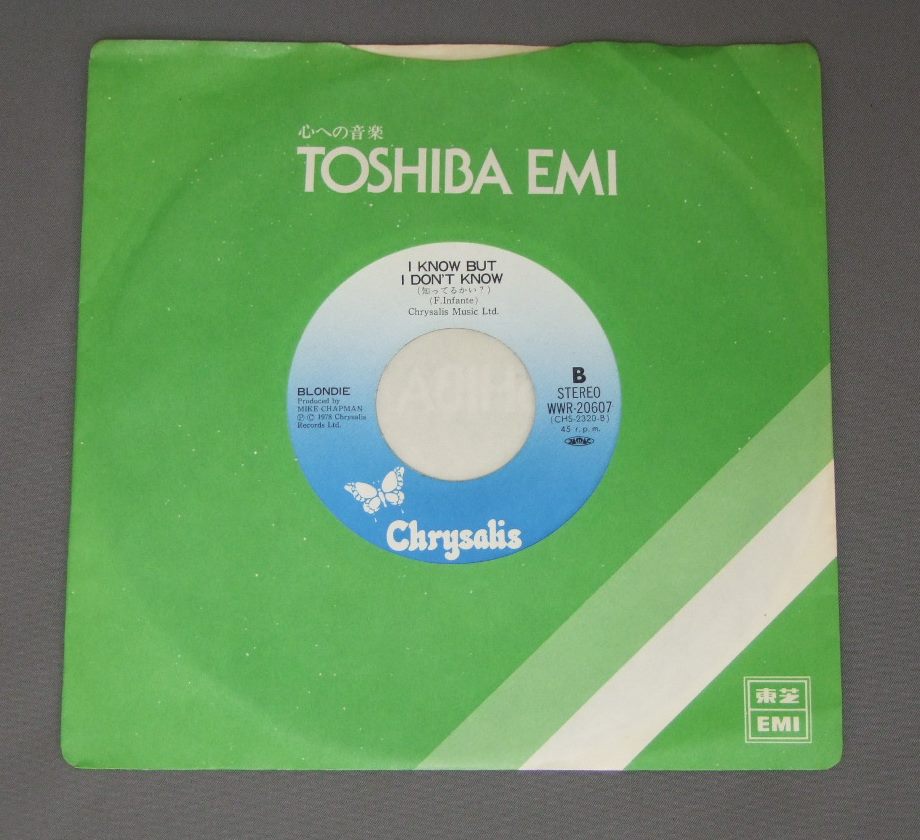 心への音楽
TOSHIBA EMI
I KNOW BUT
I DON'T KNOW
(知ってるかい?)
(F.Infante)
Chrysalis Music Ltd.
BLONDIE
Produced by
MIKE CHAPMAN
Ⓟ © 1978 Chrysalis
Records Ltd.
B
STEREO
WWR-20607
(CHS-2320-B)
45 r.p.m.
JASRAC
Chrysalis
東芝
EMI